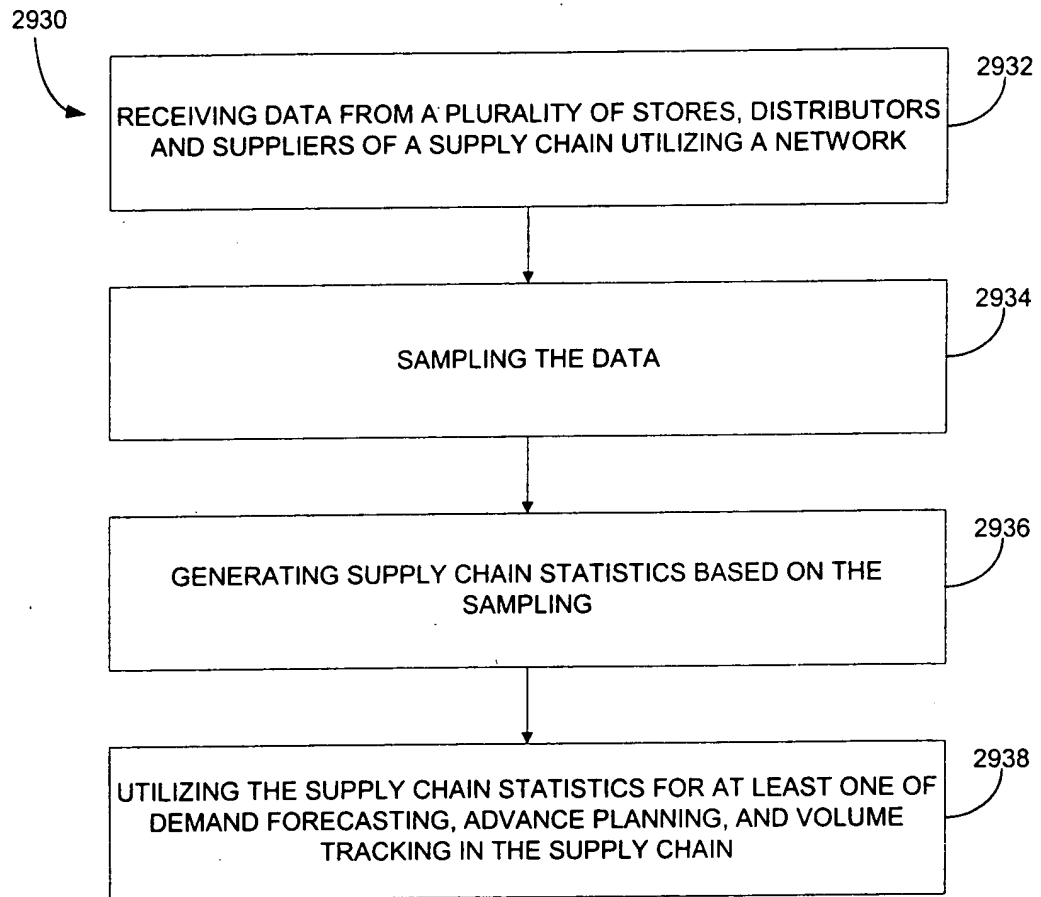 2930
2932
RECEIVING DATA FROM A PLURALITY OF STORES, DISTRIBUTORS
AND SUPPLIERS OF A SUPPLY CHAIN UTILIZING A NETWORK
2934
SAMPLING THE DATA
2936
GENERATING SUPPLY CHAIN STATISTICS BASED ON THE
SAMPLING
2938
UTILIZING THE SUPPLY CHAIN STATISTICS FOR AT LEAST ONE OF
DEMAND FORECASTING, ADVANCE PLANNING, AND VOLUME
TRACKING IN THE SUPPLY CHAIN